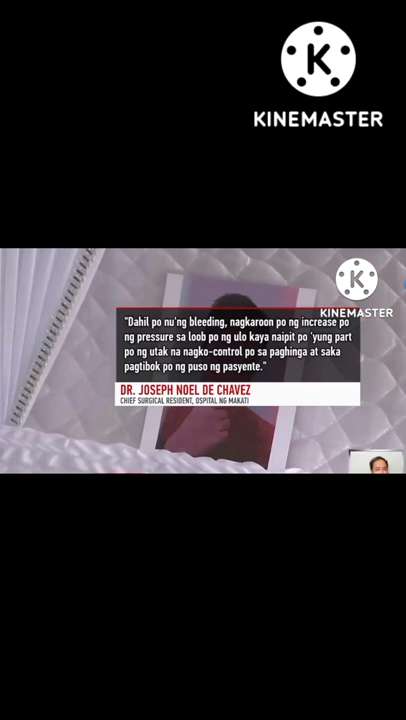 KINEMASTER
KINEMASTER
"Dahil po nu'ng bleeding, nagkaroon po ng increase po
ng pressure sa loob po ng ulo kaya naipit po 'yung part
po ng utak na nagko-control po sa paghinga at saka
pagtibok po ng puso ng pasyente."
DR. JOSEPH NOEL DE CHAVEZ
CHIEF SURGICAL RESIDENT, OSPITAL NG MAKATI